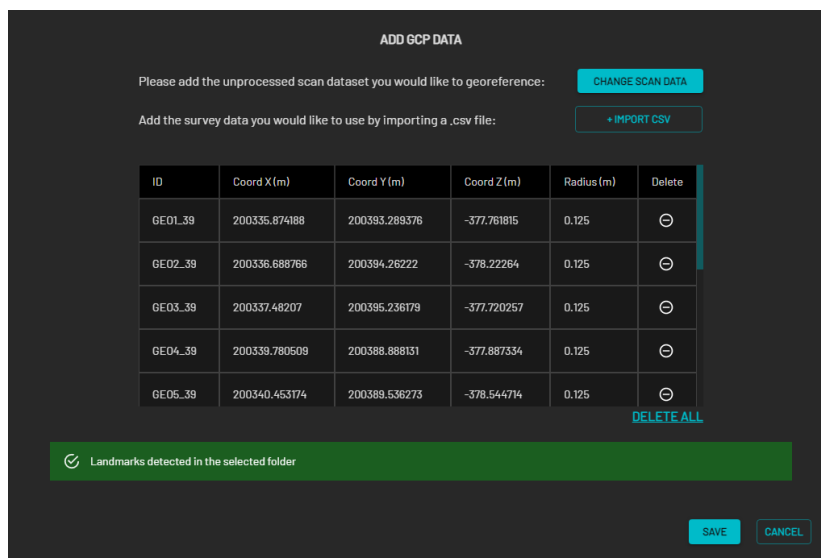 ADD GCP DATA
Please add the unprocessed scan dataset you would like to georeference: CHANGE SCAN DATA
Add the survey data you would like to use by importing a .csv file: + IMPORT CSV
ID Coord X (m) Coord Y (m) Coord Z (m) Radius (m) Delete
GE01_39 200335.874188 200393.289376 -377.761815 0.125
GE02_39 200336.688766 200394.26222 -378.22264 0.125
GE03_39 200337.48207 200395.236179 -377.720257 0.125
GE04_39 200339.780509 200388.888131 -377.887334 0.125
GE05_39 200340.453174 200389.536273 -378.544714 0.125
DELETE ALL
Landmarks detected in the selected folder
SAVE CANCEL